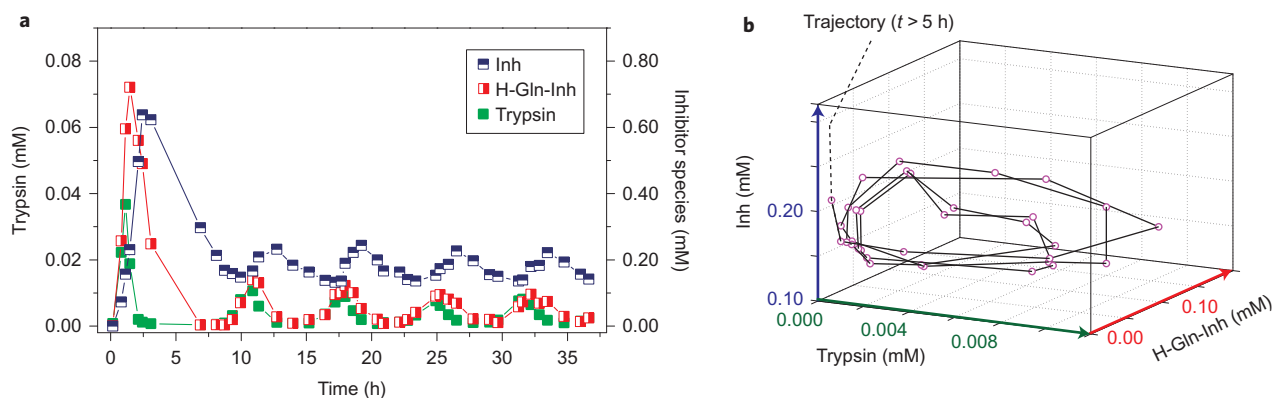 a
Trypsin (mM)
0.08
0.06
0.04
0.02
0.00
Inh
H-Gln-Inh
Trypsin
0.80
0.60
0.40
0.20
0.00
Inhibitor species (mM)
0 5 10 15 20 25 30 35
Time (h)
b
Trajectory (t > 5 h)
Inh (mM)
0.20
0.10
0.000
0.004
0.008
Trypsin (mM)
0.00
0.10
H-Gln-Inh (mM)